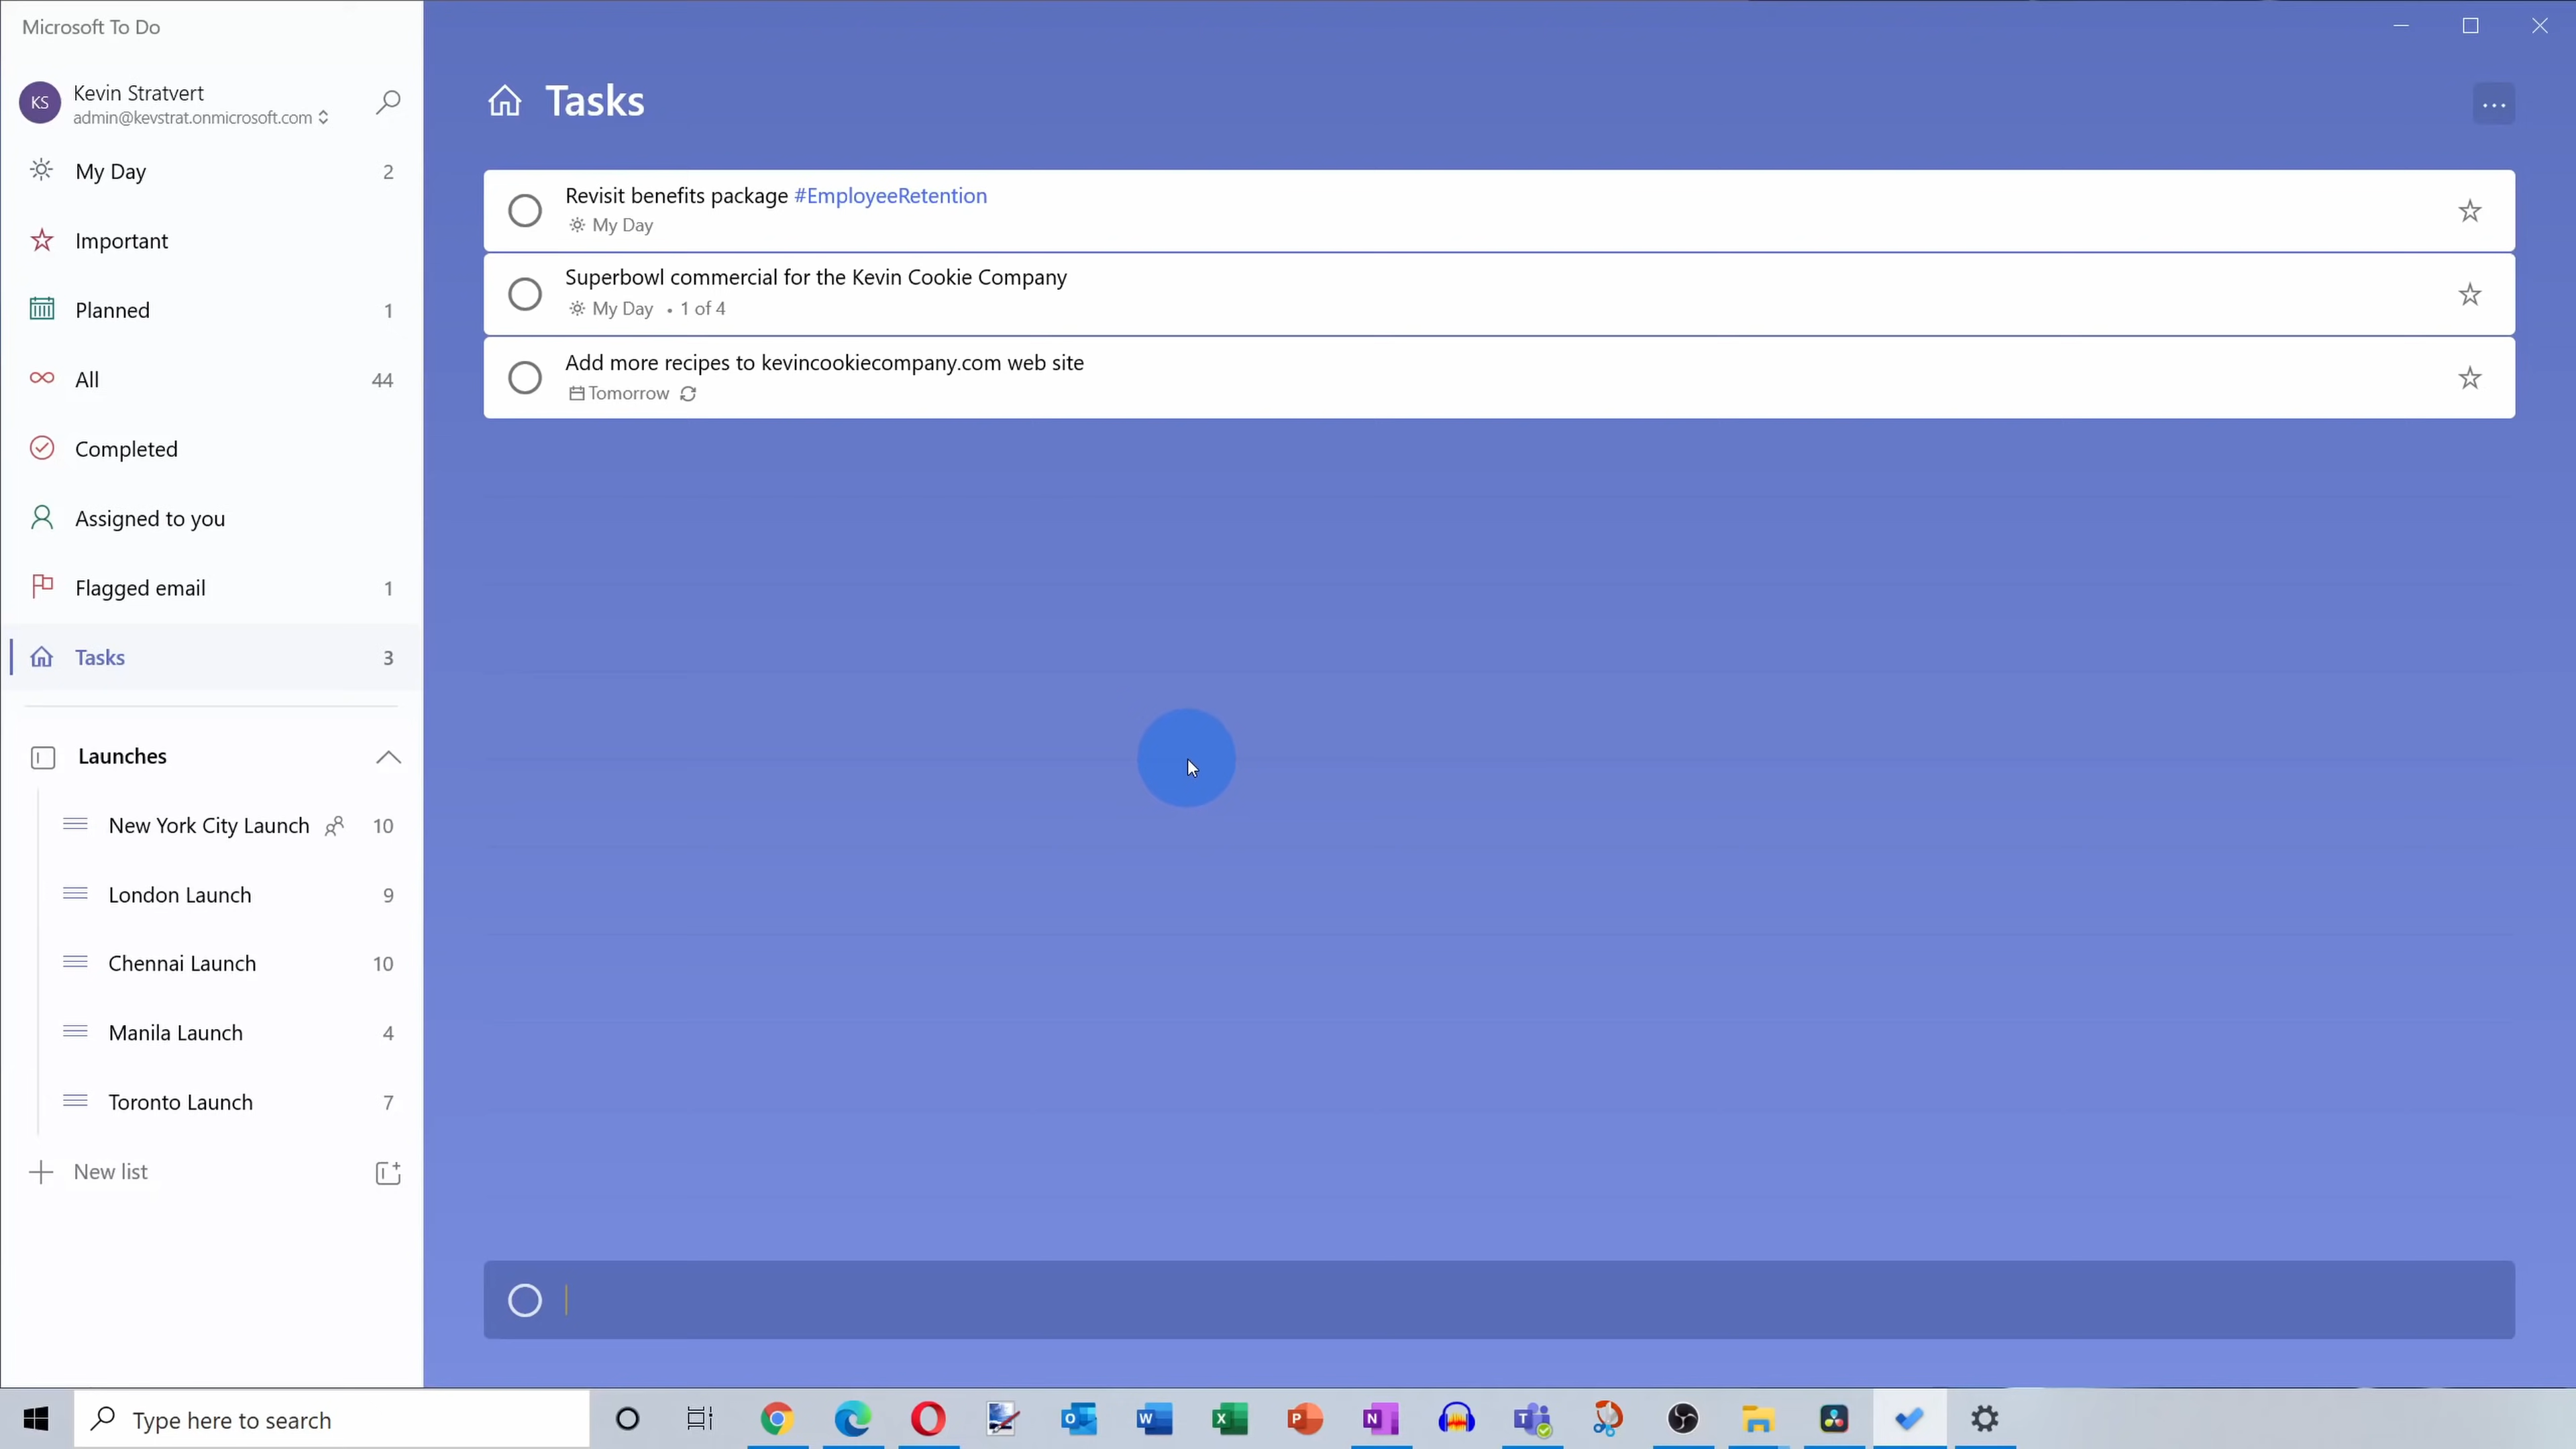 Microsoft To Do
KS
Kevin Stratvert
admin@kevstrat.onmicrosoft.com
My Day 2
Important
Planned 1
All 44
Completed
Assigned to you
Flagged email 1
Tasks 3
Launches
New York City Launch 10
London Launch 9
Chennai Launch 10
Manila Launch 4
Toronto Launch 7
New list
Tasks
Revisit benefits package #EmployeeRetention
My Day
Superbowl commercial for the Kevin Cookie Company
My Day • 1 of 4
Add more recipes to kevincookiecompany.com web site
Tomorrow
Type here to search